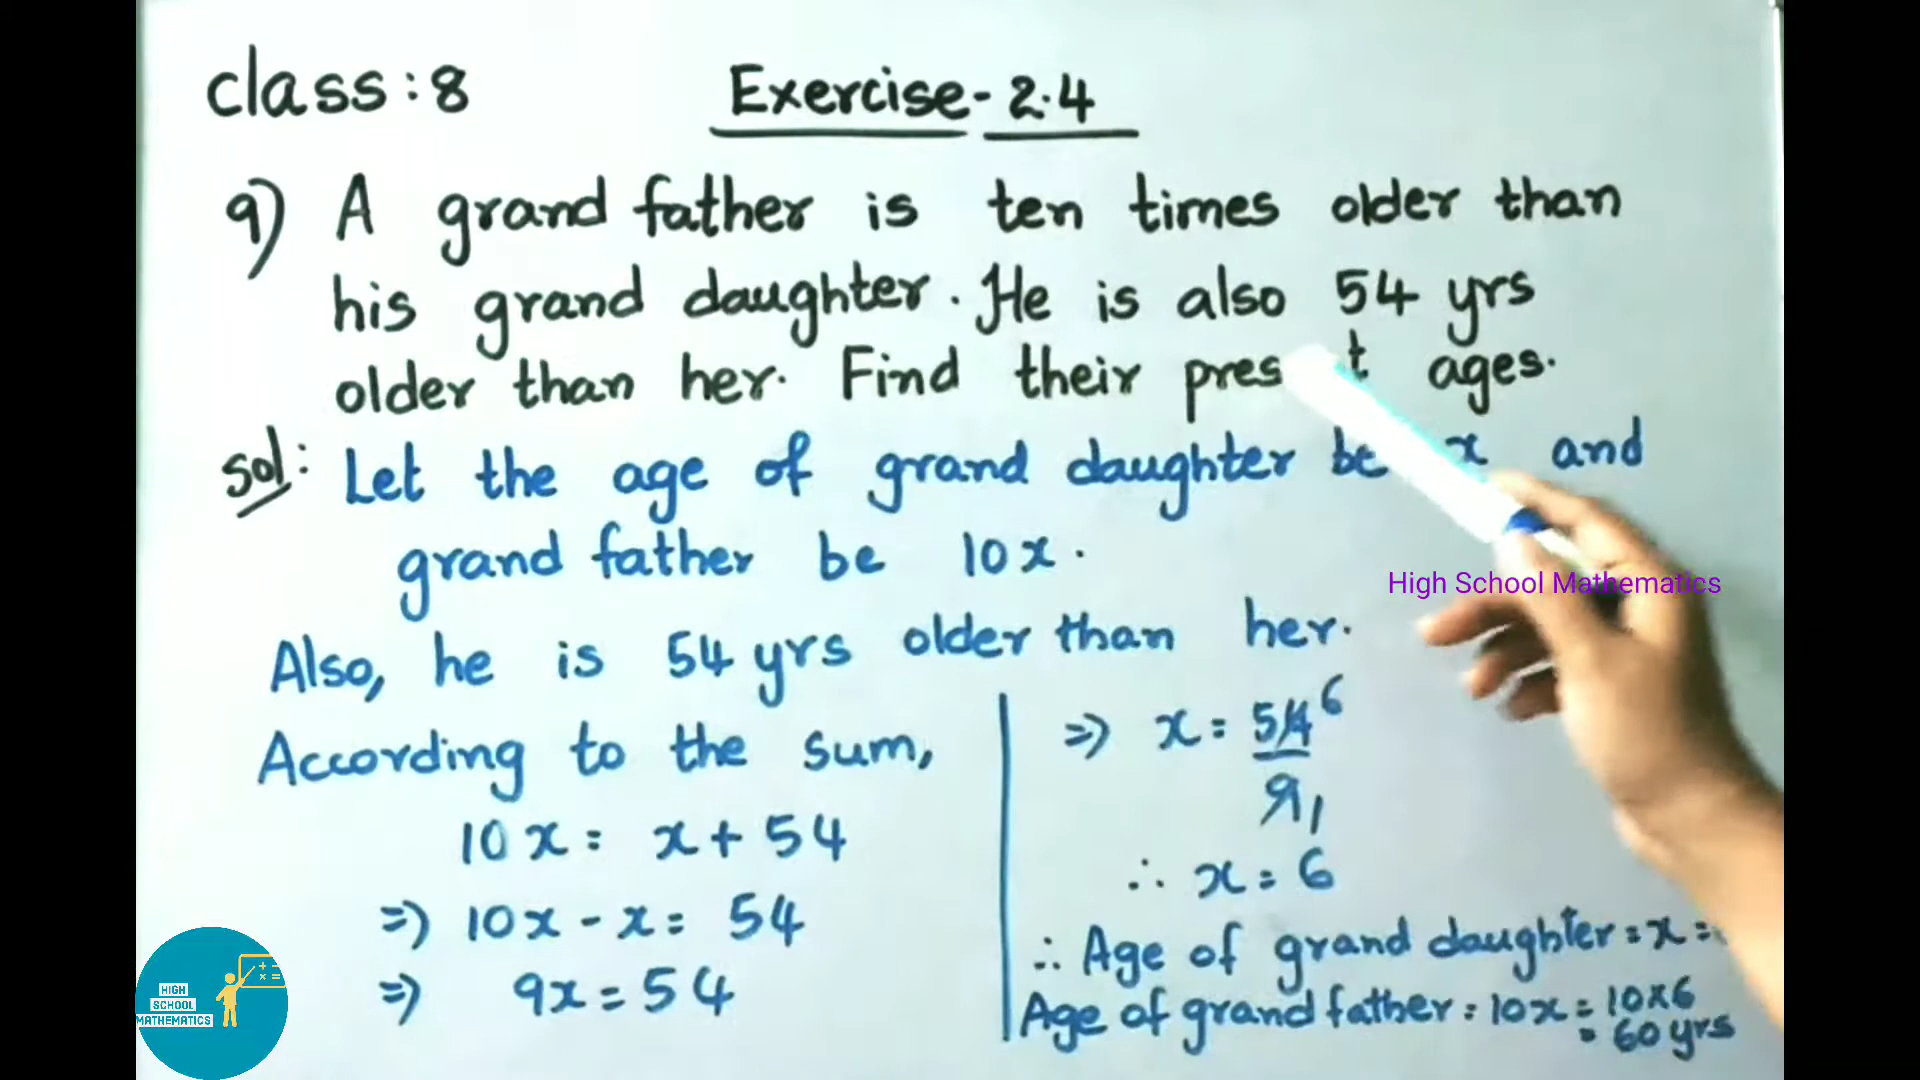 class : 8
Exercise - 2.4
9) A grand father is ten times older than
his grand daughter. He is also 54 yrs
older than her. Find their pres t ages.
Sol: Let the age of grand daughter be x and
grand father be 10x.
High School Mathematics
Also, he is 54 yrs older than her.
According to the sum,
10x = x + 54
=> 10x - x = 54
=> 9x = 54
=> x = 54 6
9 1
∴ x = 6
∴ Age of grand daughter = x =
Age of grand father = 10x = 10x6
= 60 yrs
HIGH
SCHOOL
MATHEMATICS